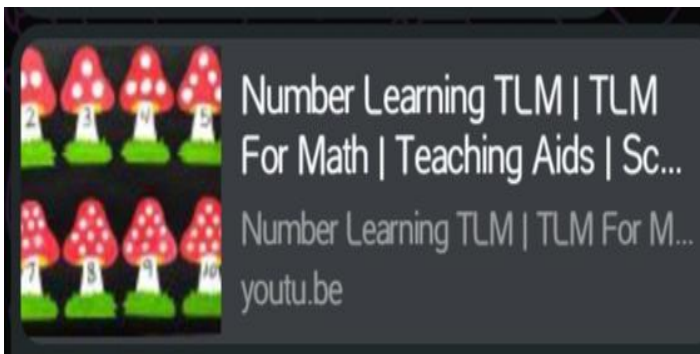 2 3 4 5
7 8 9 10
Number Learning TLM | TLM
For Math | Teaching Aids | Sc...
Number Learning TLM | TLM For M...
youtu.be